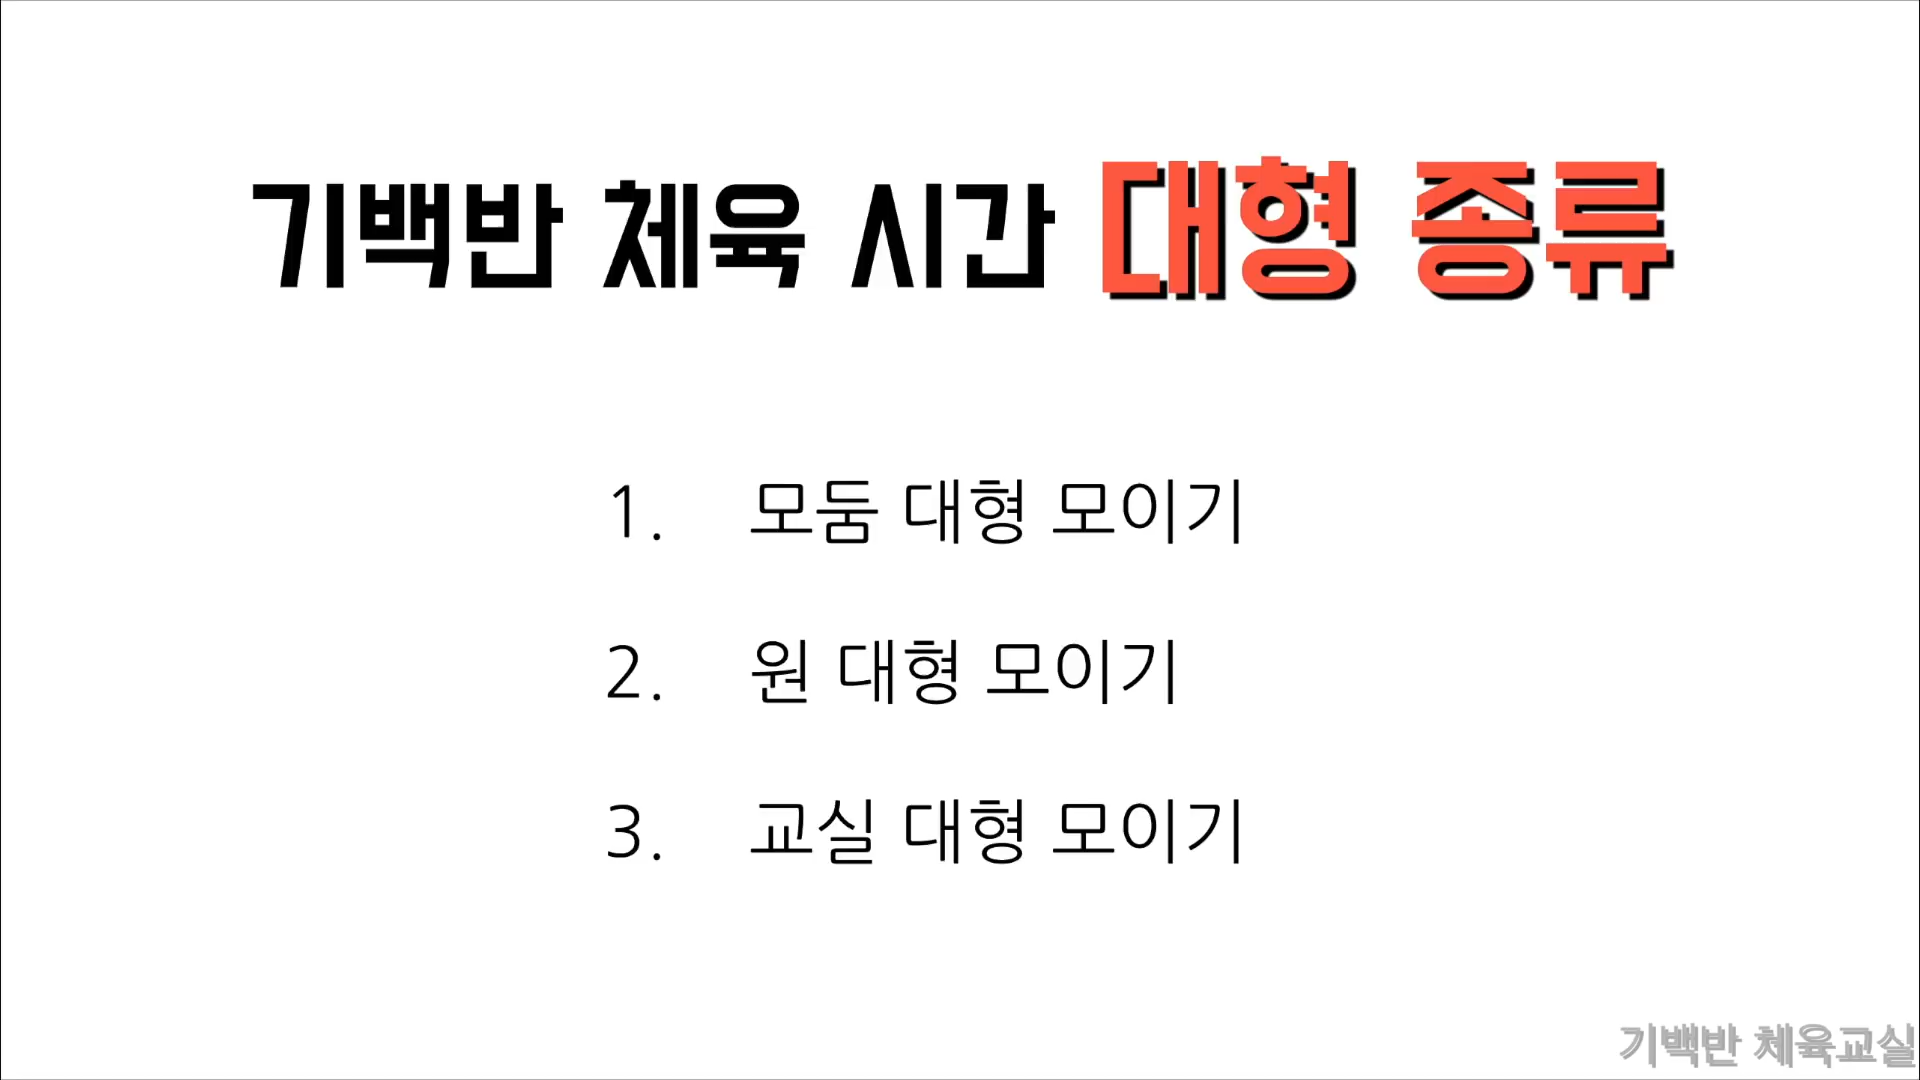 기백반 체육 시간 대형 종류
1. 모둠 대형 모이기
2. 원 대형 모이기
3. 교실 대형 모이기
기백반 체육교실